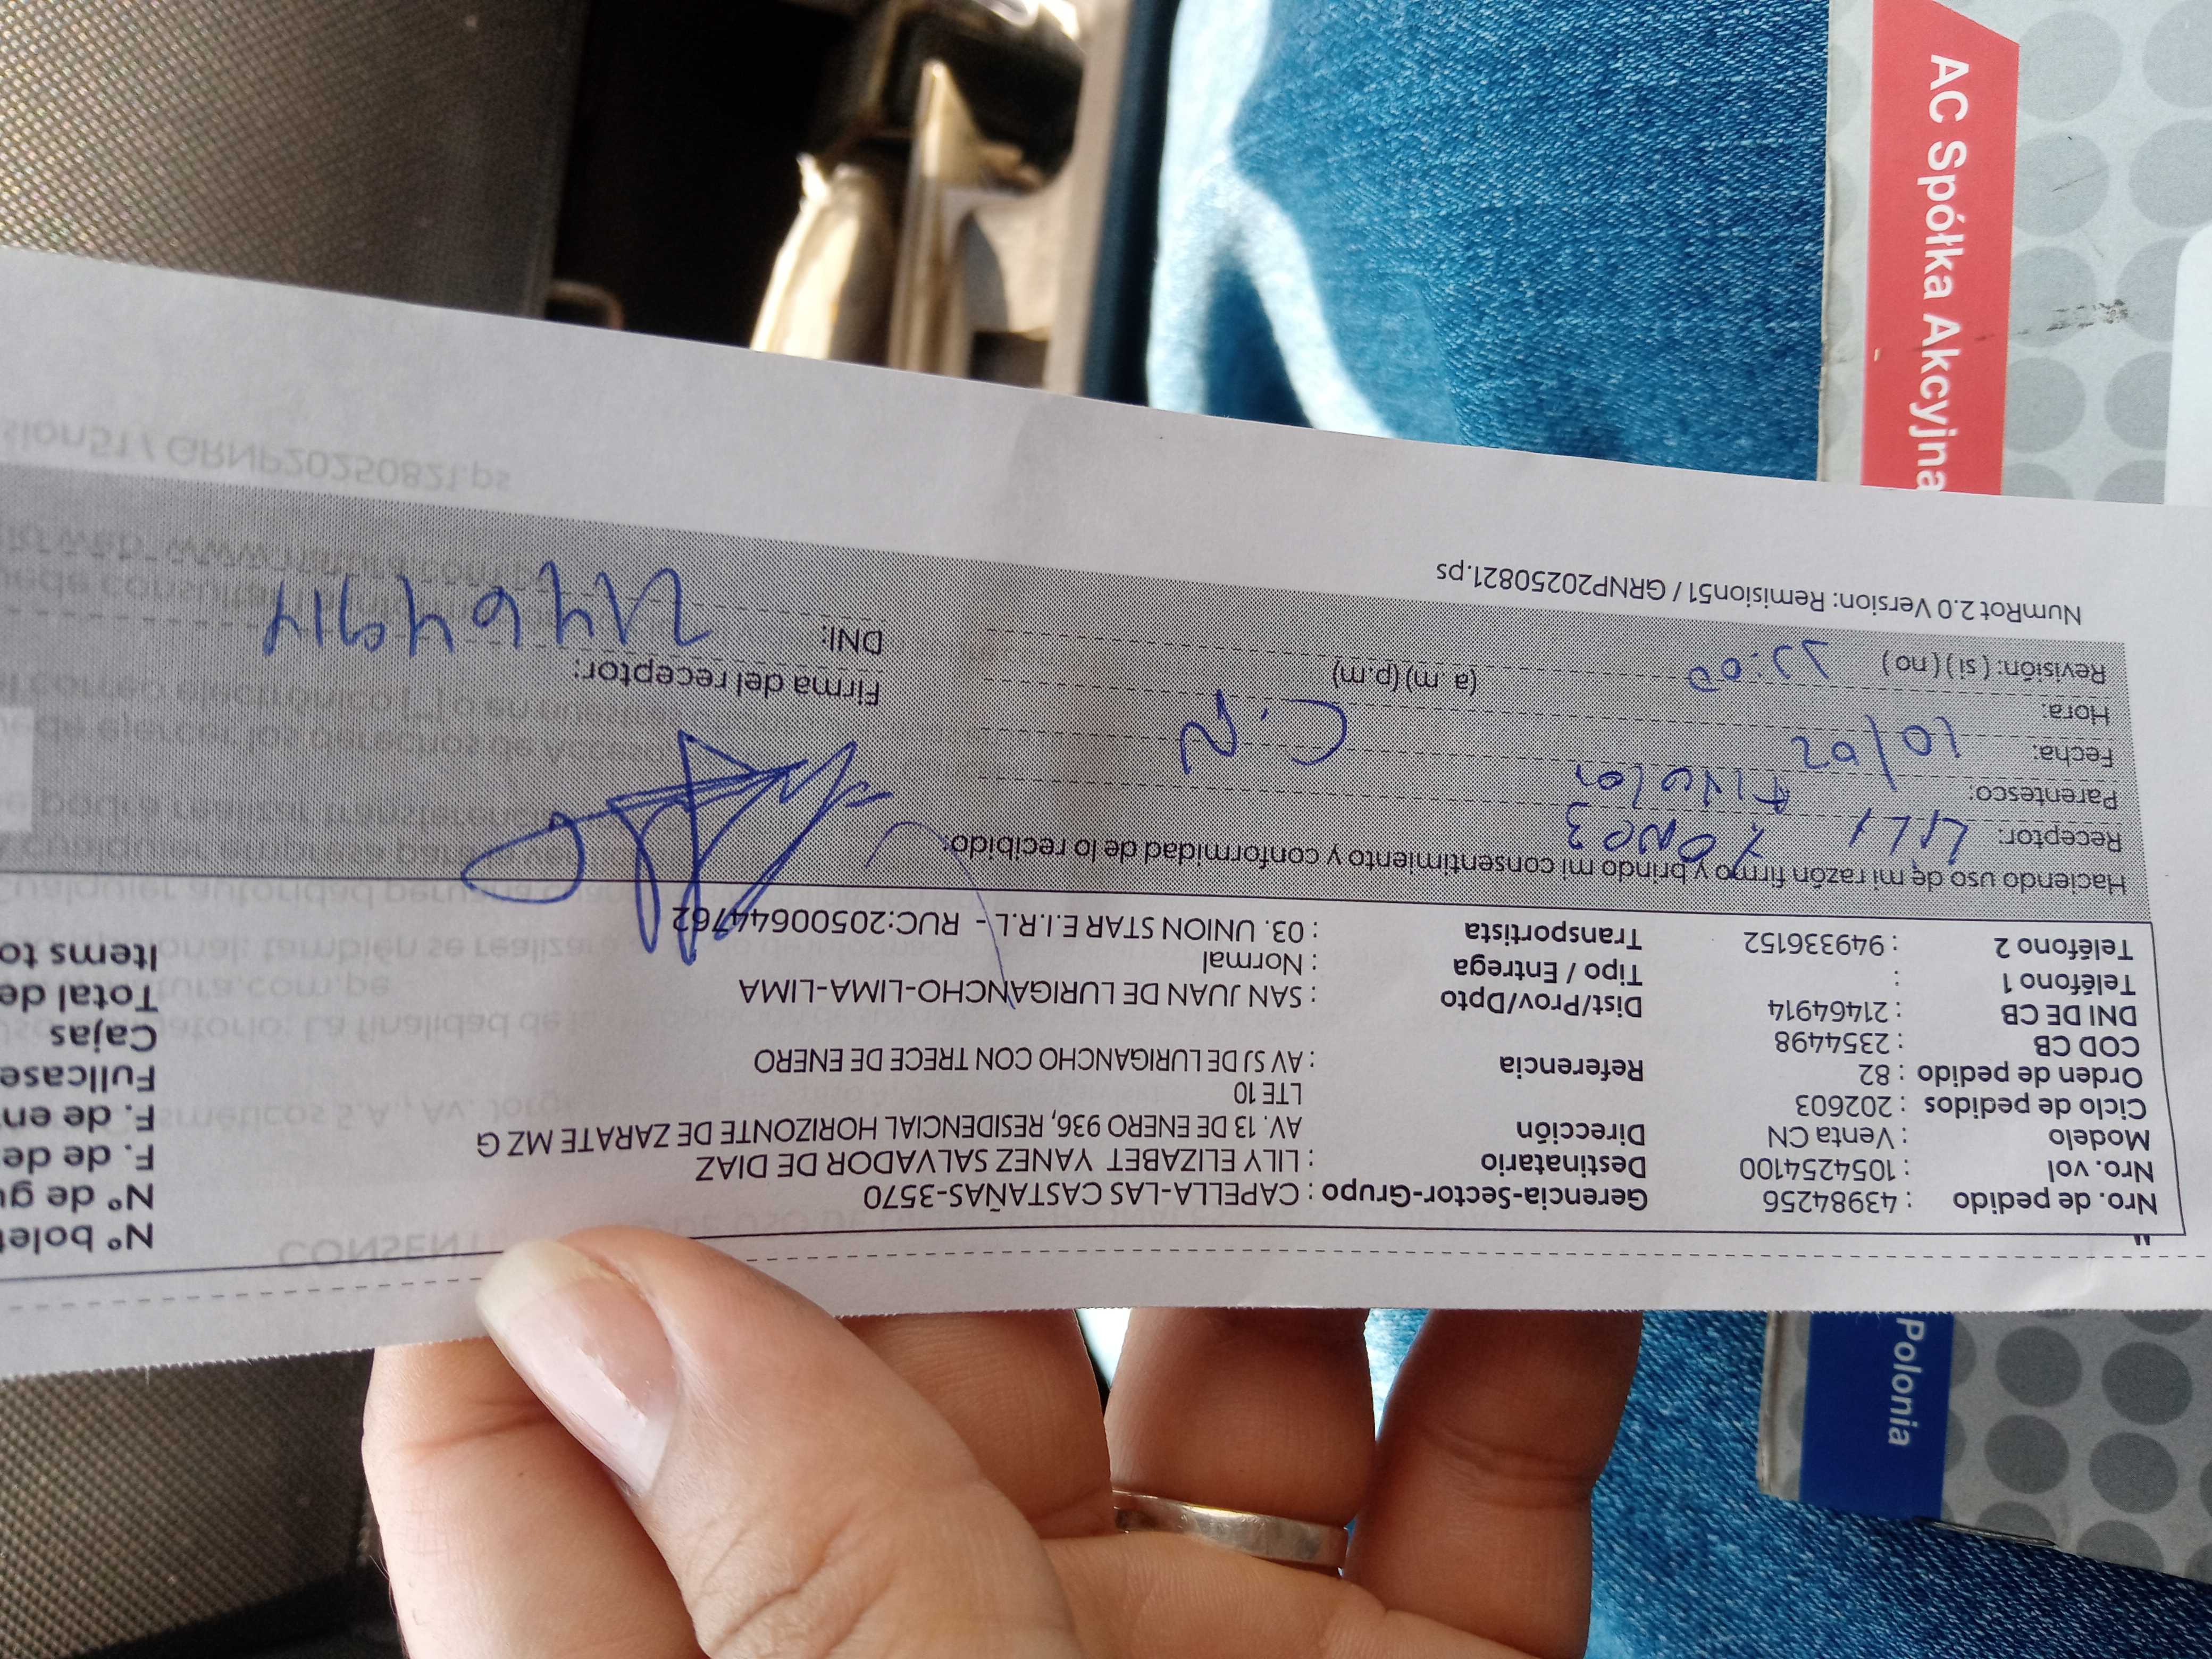 Nro. de pedido : 43984256
Nro. vol : 1054254100
Modelo : Venta CN
Ciclo de pedidos : 202603
Orden de pedido : 82
COD CB : 2354498
DNI DE CB : 21464914
Teléfono 1 :
Teléfono 2 : 949336152
Gerencia-Sector-Grupo : CAPELLA-LAS CASTAÑAS-3570
Destinatario : LILY ELIZABET YANEZ SALVADOR DE DIAZ
Dirección AV. 13 DE ENERO 936, RESIDENCIAL HORIZONTE DE ZARATE MZ G
LTE 10
Referencia : AV SJ DE LURIGANCHO CON TRECE DE ENERO
Dist/Prov/Dpto : SAN JUAN DE LURIGANCHO-LIMA-LIMA
Tipo / Entrega : Normal
Transportista : 03. UNION STAR E.I.R.L - RUC:20500644762
Nº bolet
Nº de gu
F. de de
F. de en
Fullcase
Cajas
Total de
Items to
Haciendo uso de mi razón firmo y brindo mi consentimiento y conformidad de lo recibido:
Receptor: LILY
Parentesco: Titular
Fecha: 10/02
Hora:
Revisión: (si) (no)
(a .m) (p.m)
C.N
Firma del receptor:
DNI: 21464914
NumRot 2.0 Version: Remision51 / GRNP20250821.ps
AC Spółka Akcyjna
Polonia